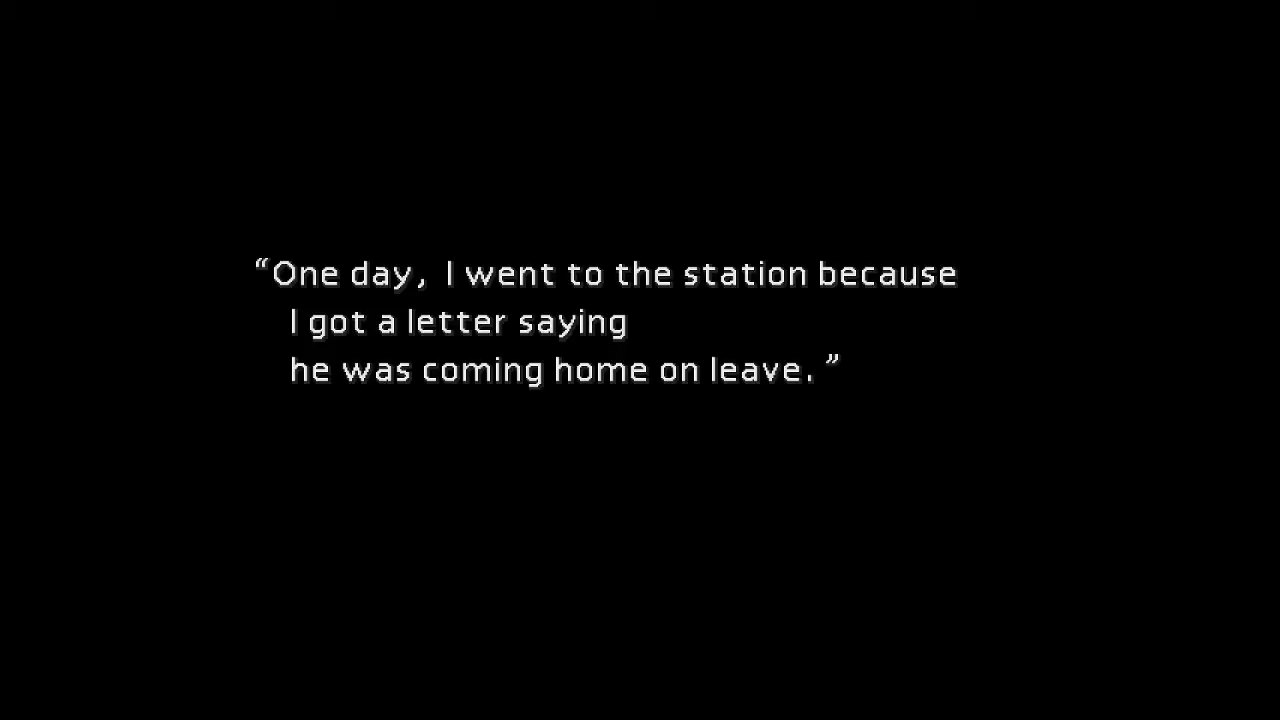 “One day, I went to the station because
I got a letter saying
he was coming home on leave. ”